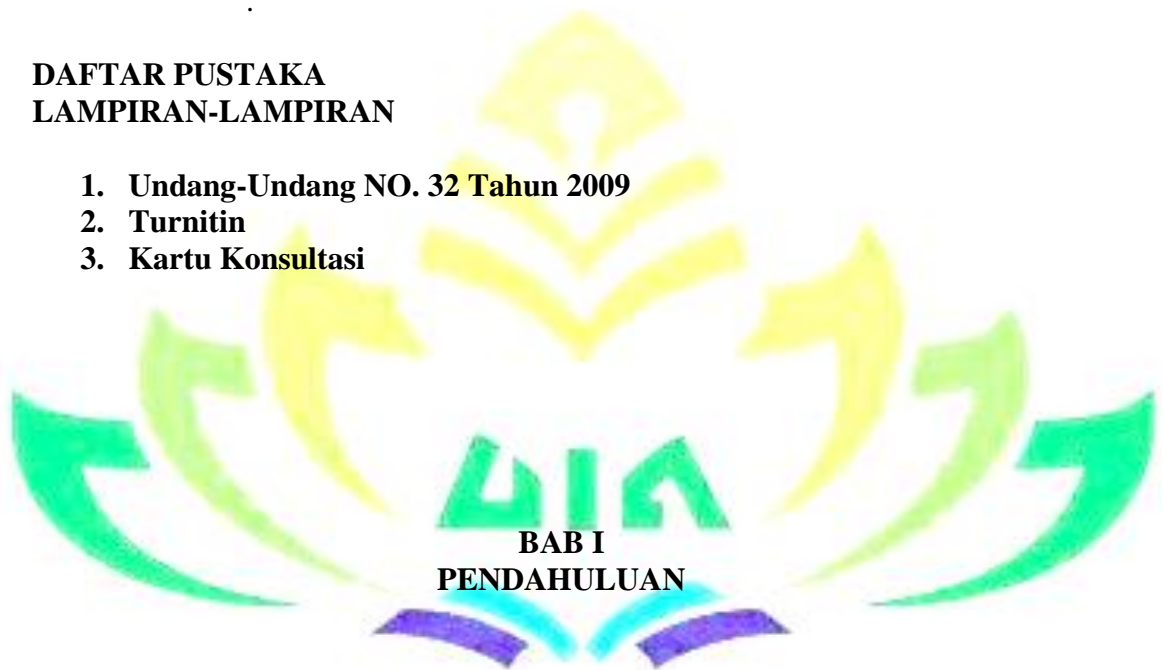 .
DAFTAR PUSTAKA
LAMPIRAN-LAMPIRAN
1. Undang-Undang NO. 32 Tahun 2009
2. Turnitin
3. Kartu Konsultasi
UIN
BAB I
PENDAHULUAN